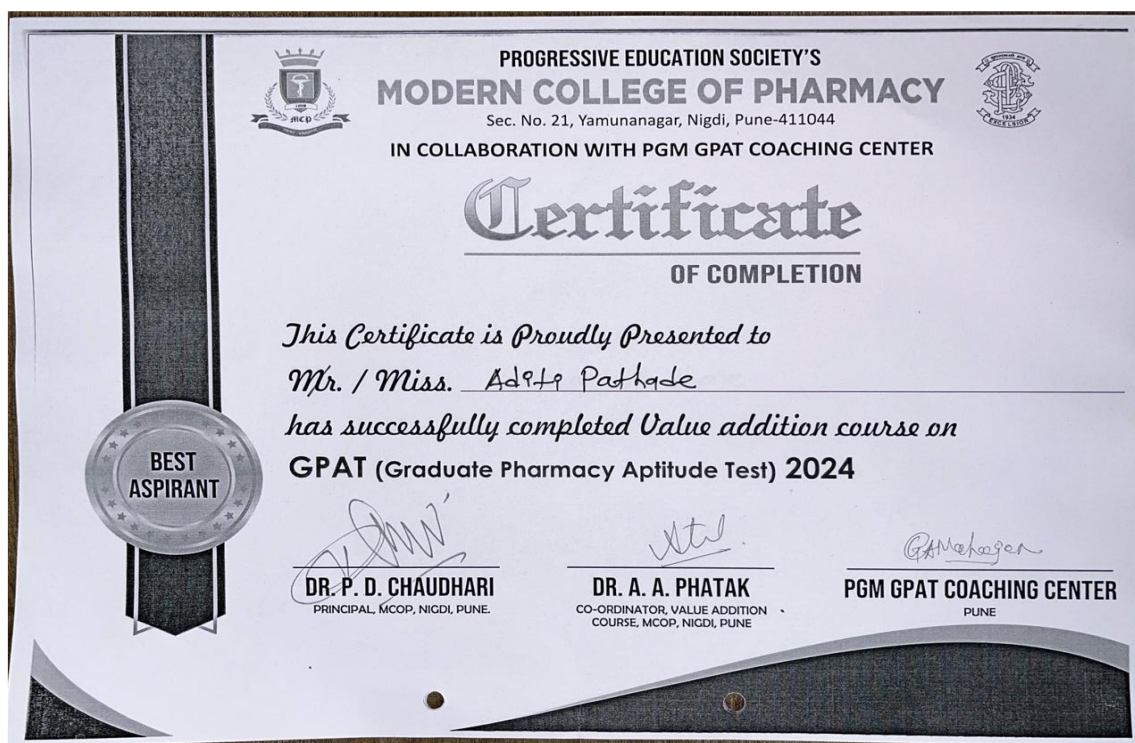 PROGRESSIVE EDUCATION SOCIETY'S
MODERN COLLEGE OF PHARMACY
Sec. No. 21, Yamunanagar, Nigdi, Pune-411044
IN COLLABORATION WITH PGM GPAT COACHING CENTER
MCP
1934
EXCELSIOR
Certificate
OF COMPLETION
This Certificate is Proudly Presented to
Mr. / Miss. Aditi Pathade
has successfully completed Value addition course on
GPAT (Graduate Pharmacy Aptitude Test) 2024
BEST
ASPIRANT
DR. P. D. CHAUDHARI
PRINCIPAL, MCOP, NIGDI, PUNE.
DR. A. A. PHATAK
CO-ORDINATOR, VALUE ADDITION
COURSE, MCOP, NIGDI, PUNE
PGM GPAT COACHING CENTER
PUNE